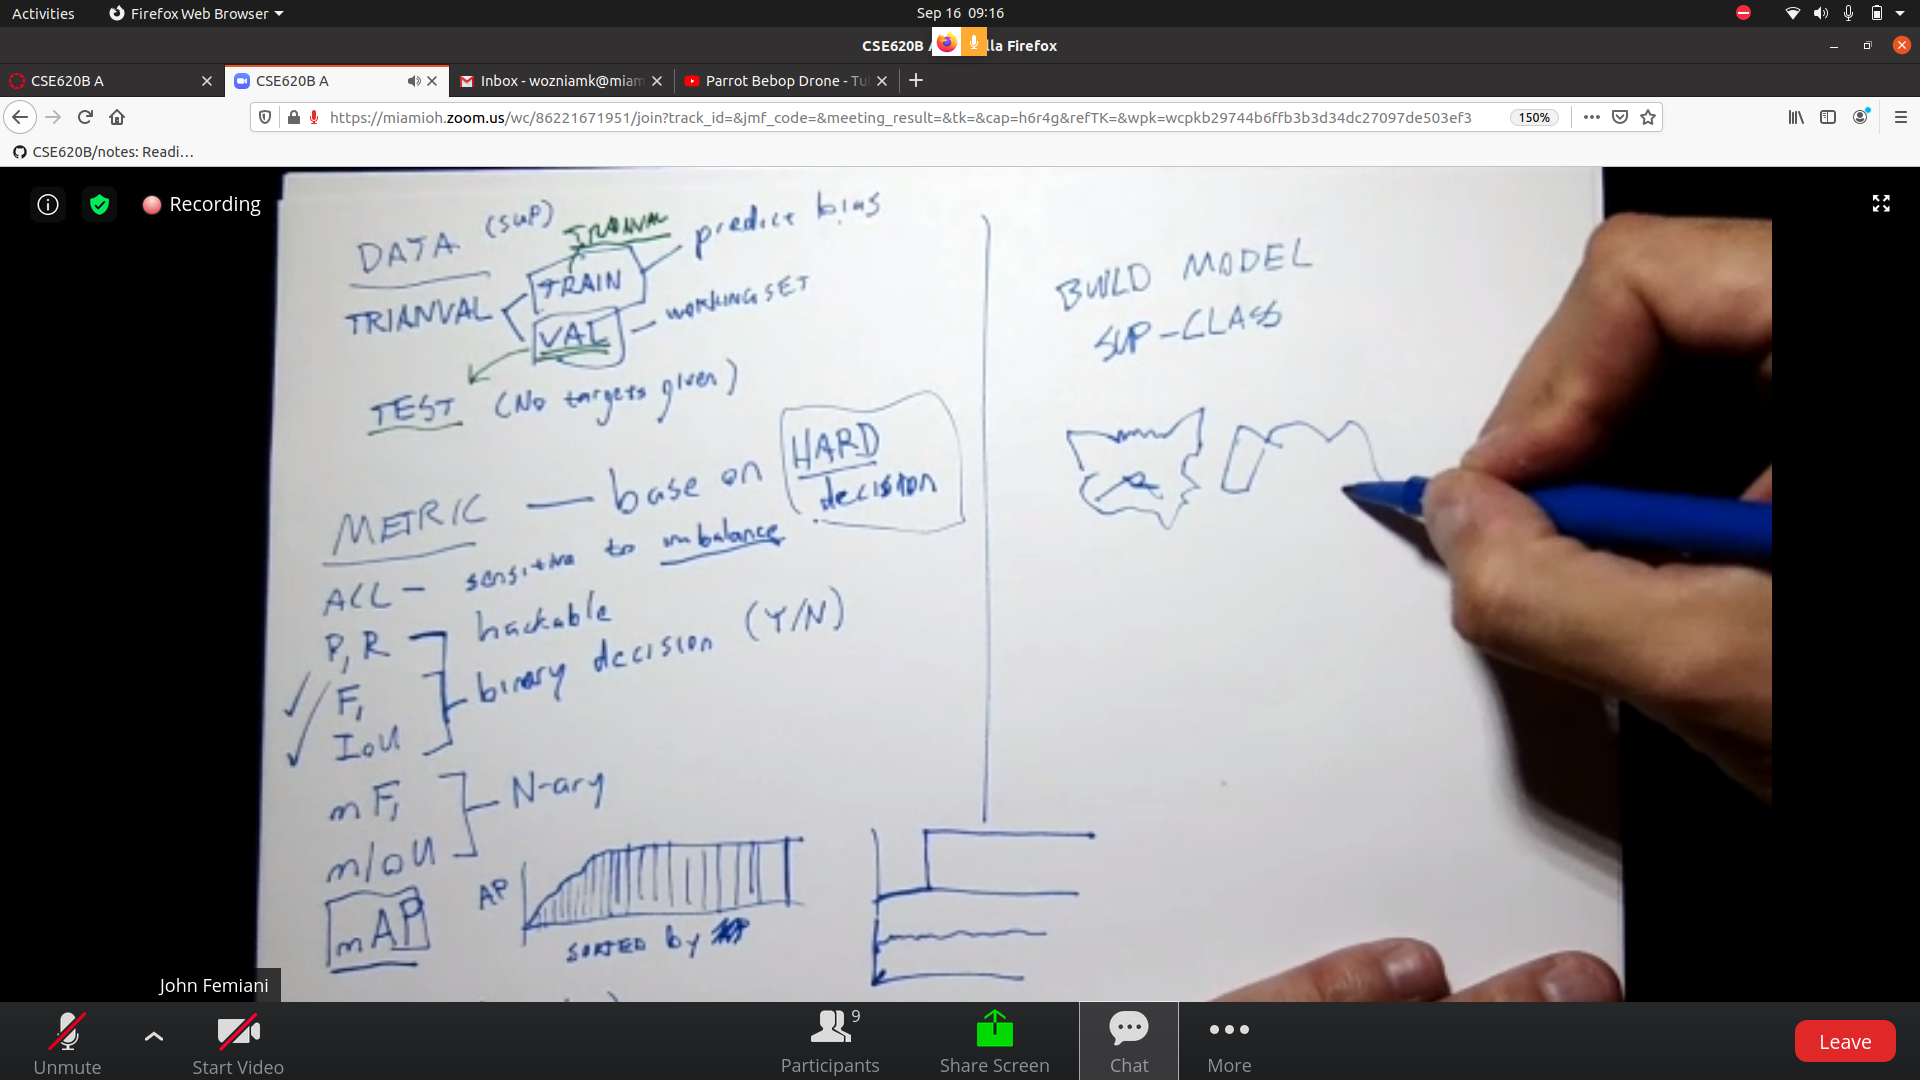 Activities
Firefox Web Browser
Sep 16 09:16
CSE620B A
lla Firefox
CSE620B A
CSE620B A
Inbox - wozniamk@miam
Parrot Bebop Drone - Tu
https://miamioh.zoom.us/wc/86221671951/join?track_id=&jmf_code=&meeting_result=&tk=&cap=h6r4g&refTK=&wpk=wcpkb29744b6ffb3b3d34dc27097de503ef3
150%
CSE620B/notes: Readi...
Recording
DATA (SUP)
TRAINVAL
predict bias
TRIANVAL
TRAIN
VAL
WORKING SET
TEST (No targets given)
METRIC — base on HARD decision
ACC – sensitive to imbalance
P, R
hackable
F1
binary decision (Y/N)
IoU
mF1
N-ary
mIoU
mAP
AP
SORTED by
BUILD MODEL
SUP-CLASS
John Femiani
Unmute
Start Video
Participants
9
Share Screen
Chat
More
Leave